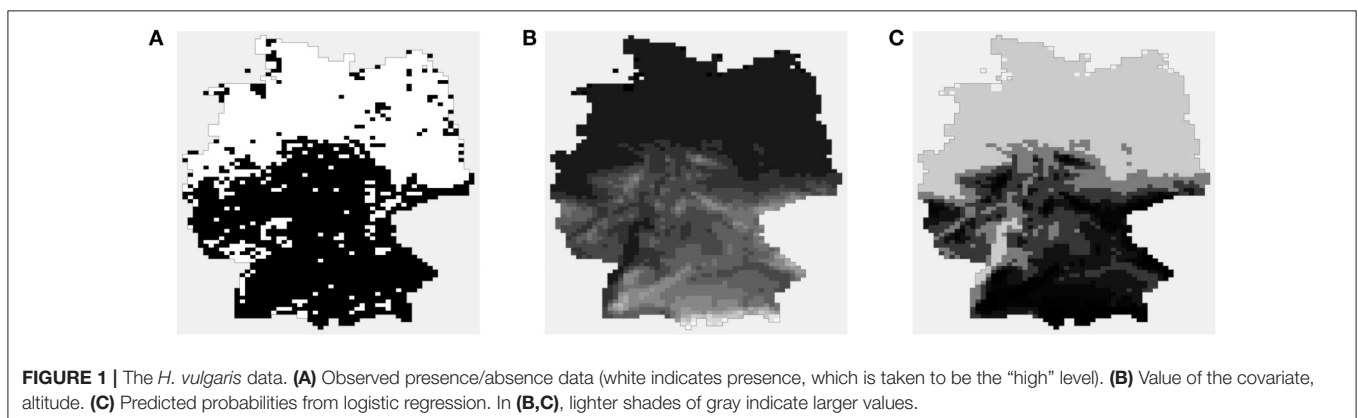 A
B
C
FIGURE 1 | The H. vulgaris data. (A) Observed presence/absence data (white indicates presence, which is taken to be the “high” level). (B) Value of the covariate,
altitude. (C) Predicted probabilities from logistic regression. In (B,C), lighter shades of gray indicate larger values.